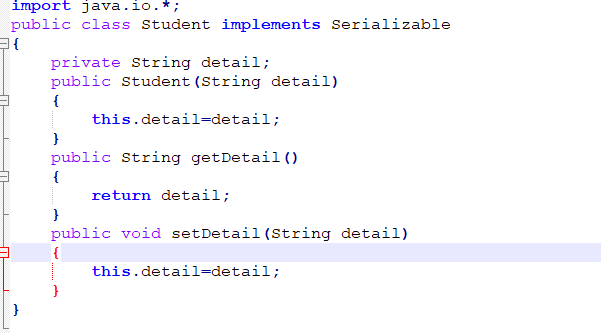 import java.io.*;
public class Student implements Serializable
{
    private String detail;
    public Student(String detail)
    {
        this.detail=detail;
    }
    public String getDetail()
    {
        return detail;
    }
    public void setDetail(String detail)
    {
        this.detail=detail;
    }
}